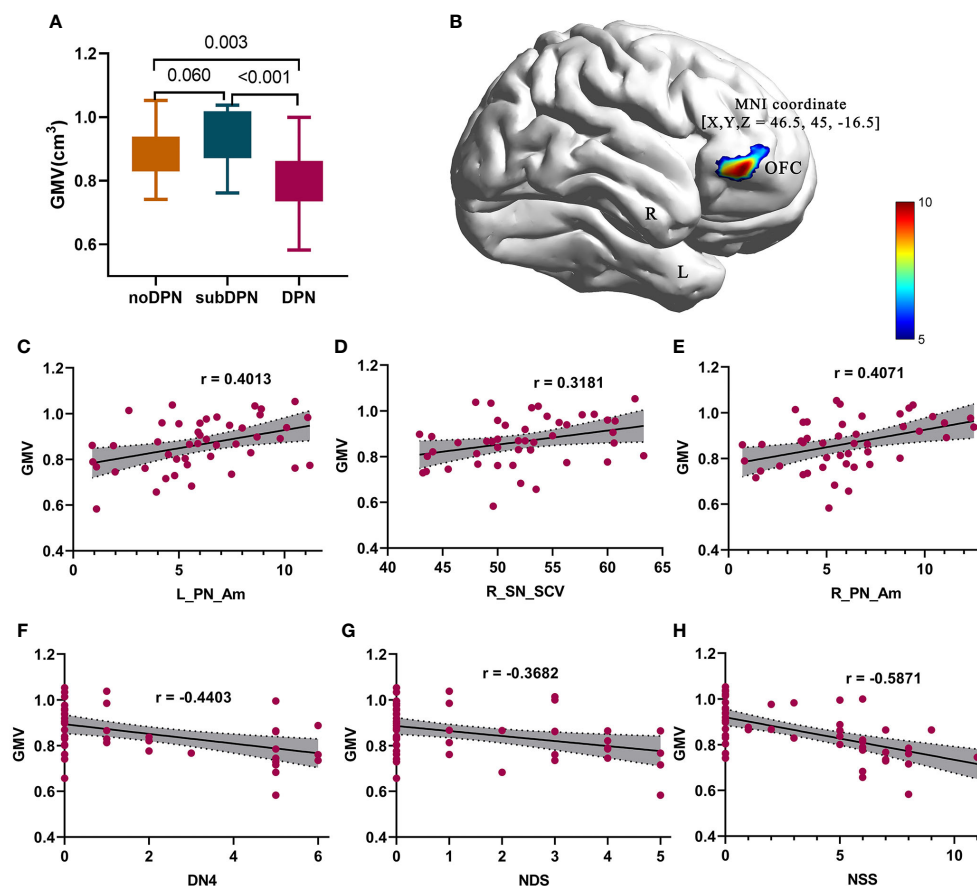 A
0.003
0.060
<0.001
1.2
1.0
0.8
0.6
GMV/(cm³)
noDPN subDPN DPN
B
MNI coordinate
[X,Y,Z = 46.5, 45, -16.5]
OFC
R
L
10
5
C
r = 0.4013
1.2
1.0
0.8
0.6
0.4
GMV
0 5 10
L_PN_Am
D
r = 0.3181
1.2
1.0
0.8
0.6
0.4
GMV
40 45 50 55 60 65
R_SN_SCV
E
r = 0.4071
1.2
1.0
0.8
0.6
0.4
GMV
0 5 10
R_PN_Am
F
r = -0.4403
1.2
1.0
0.8
0.6
0.4
GMV
0 2 4 6
DN4
G
r = -0.3682
1.2
1.0
0.8
0.6
0.4
GMV
0 1 2 3 4 5
NDS
H
r = -0.5871
1.2
1.0
0.8
0.6
0.4
GMV
0 5 10
NSS